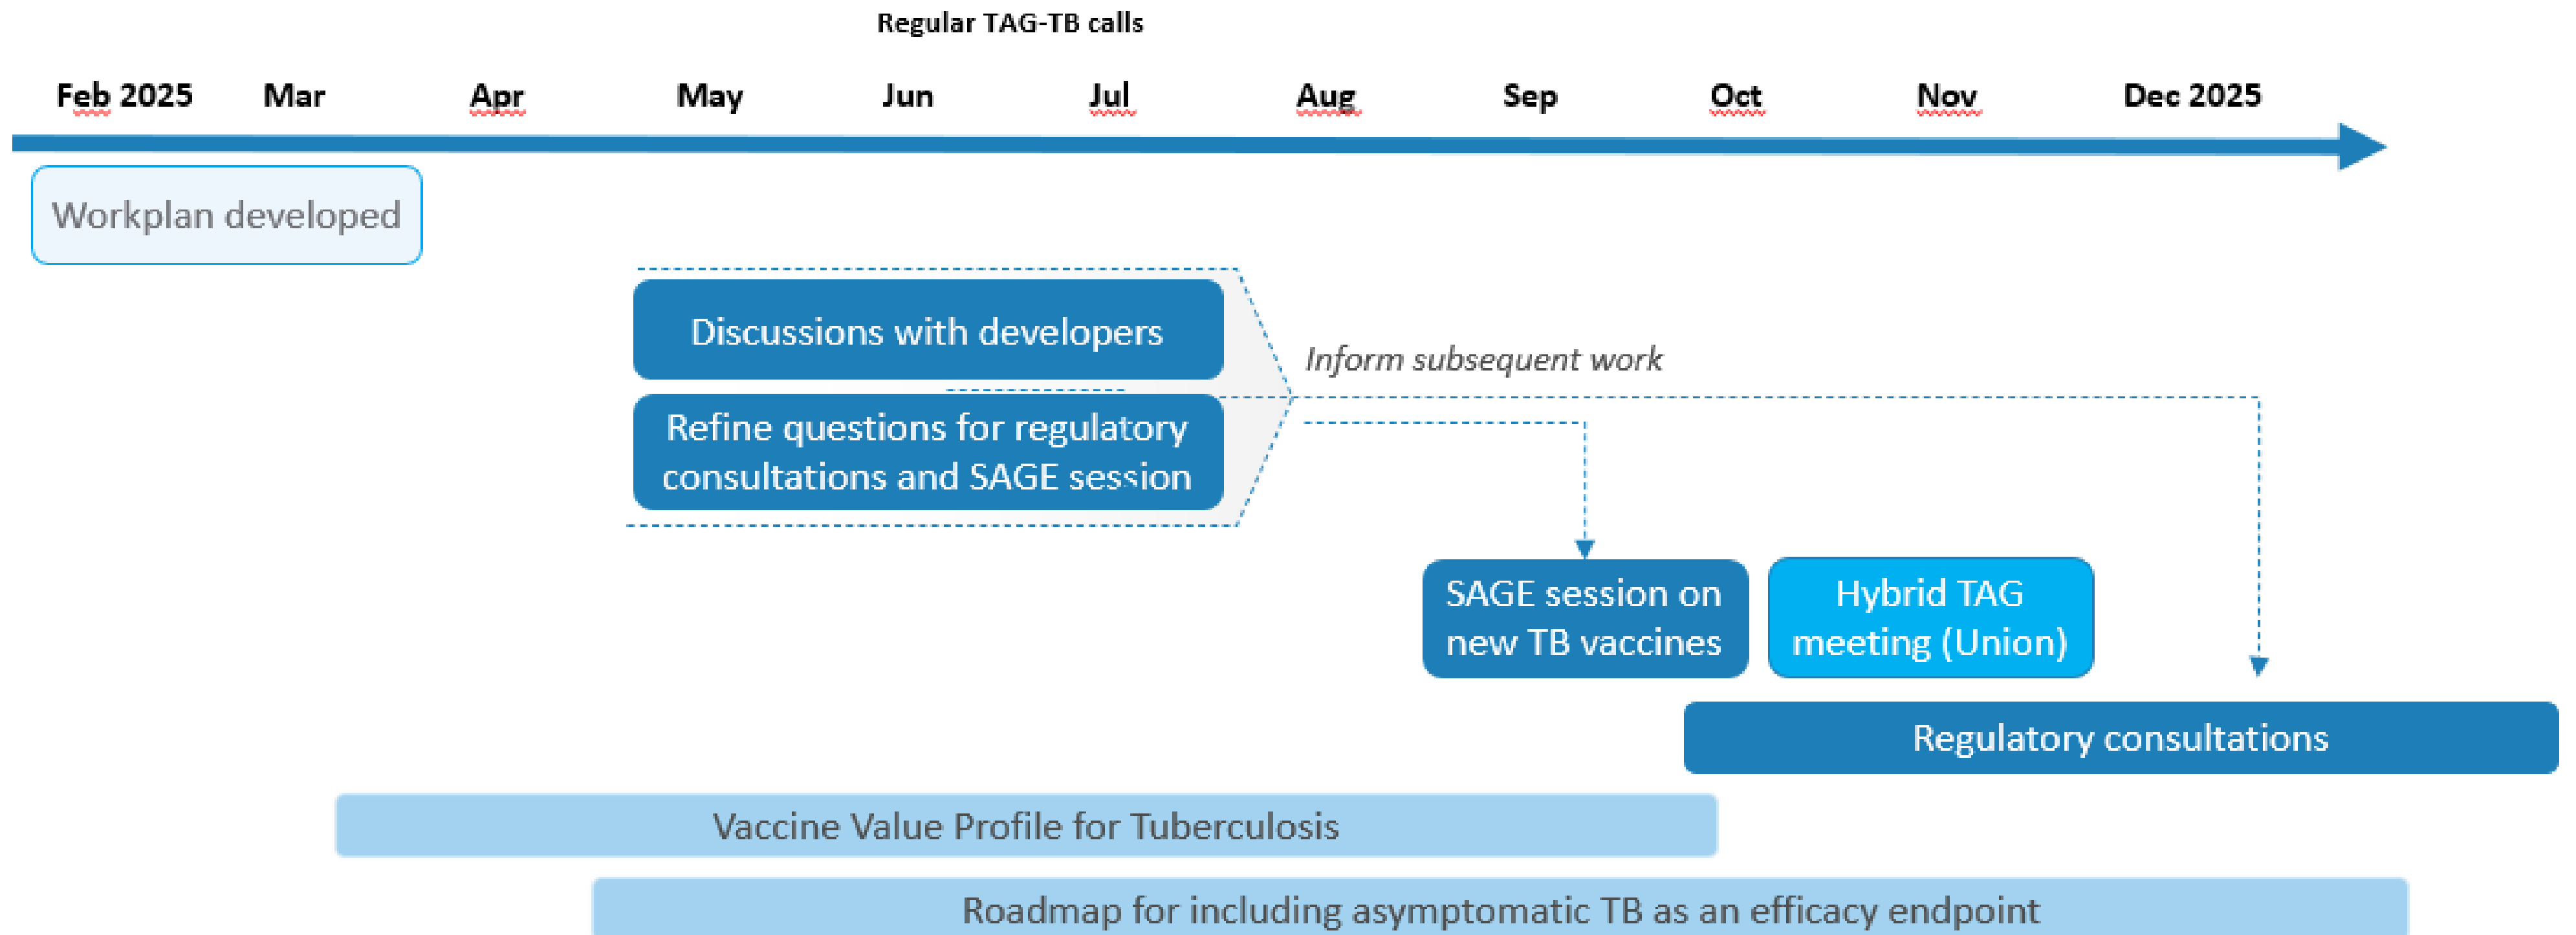 Regular TAG-TB calls
Feb 2025 Mar Apr May Jun Jul Aug Sep Oct Nov Dec 2025
Workplan developed
Discussions with developers
Inform subsequent work
Refine questions for regulatory
consultations and SAGE session
SAGE session on
new TB vaccines
Hybrid TAG
meeting (Union)
Regulatory consultations
Vaccine Value Profile for Tuberculosis
Roadmap for including asymptomatic TB as an efficacy endpoint